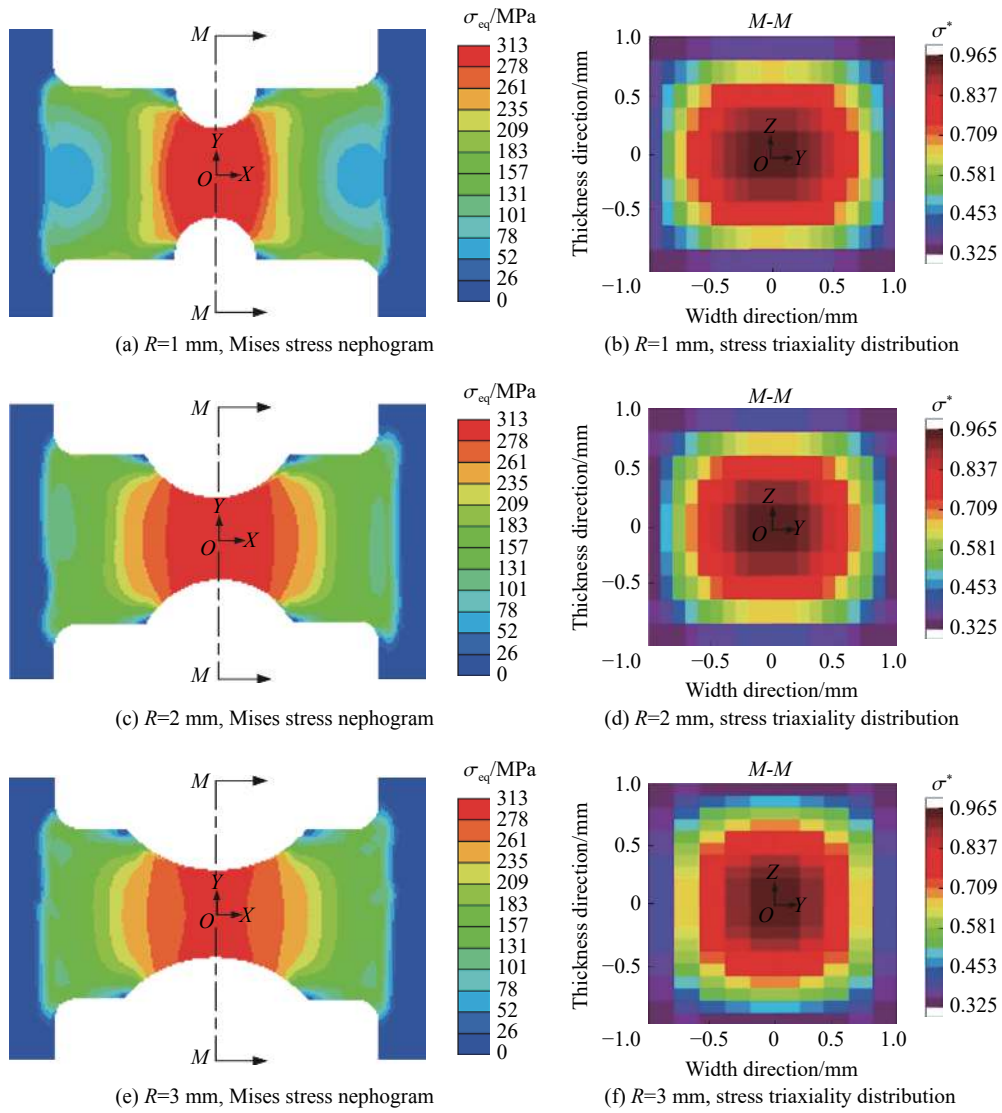 M
σeq/MPa
313
278
261
235
209
183
157
131
101
78
52
26
0
Y
O
X
M
(a) R=1 mm, Mises stress nephogram
M-M
σ*
1.0
0.5
0
−0.5
−1.0
Thickness direction/mm
Z
O
Y
−0.5
0
0.5
1.0
Width direction/mm
0.965
0.837
0.709
0.581
0.453
0.325
(b) R=1 mm, stress triaxiality distribution
M
σeq/MPa
313
278
261
235
209
183
157
131
101
78
52
26
0
Y
O
X
M
(c) R=2 mm, Mises stress nephogram
M-M
σ*
1.0
0.5
0
−0.5
−1.0
Thickness direction/mm
Z
O
Y
−0.5
0
0.5
1.0
Width direction/mm
0.965
0.837
0.709
0.581
0.453
0.325
(d) R=2 mm, stress triaxiality distribution
M
σeq/MPa
313
278
261
235
209
183
157
131
101
78
52
26
0
Y
O
X
M
(e) R=3 mm, Mises stress nephogram
M-M
σ*
1.0
0.5
0
−0.5
−1.0
Thickness direction/mm
Z
O
Y
−0.5
0
0.5
1.0
Width direction/mm
0.965
0.837
0.709
0.581
0.453
0.325
(f) R=3 mm, stress triaxiality distribution